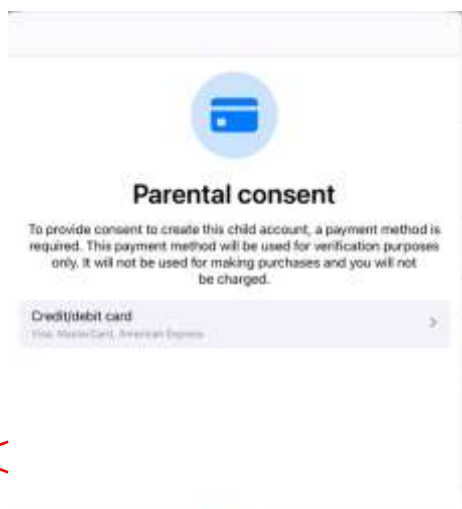 Parental consent
To provide consent to create this child account, a payment method is
required. This payment method will be used for verification purposes
only. It will not be used for making purchases and you will not
be charged.
Credit/debit card
Visa, MasterCard, American Express